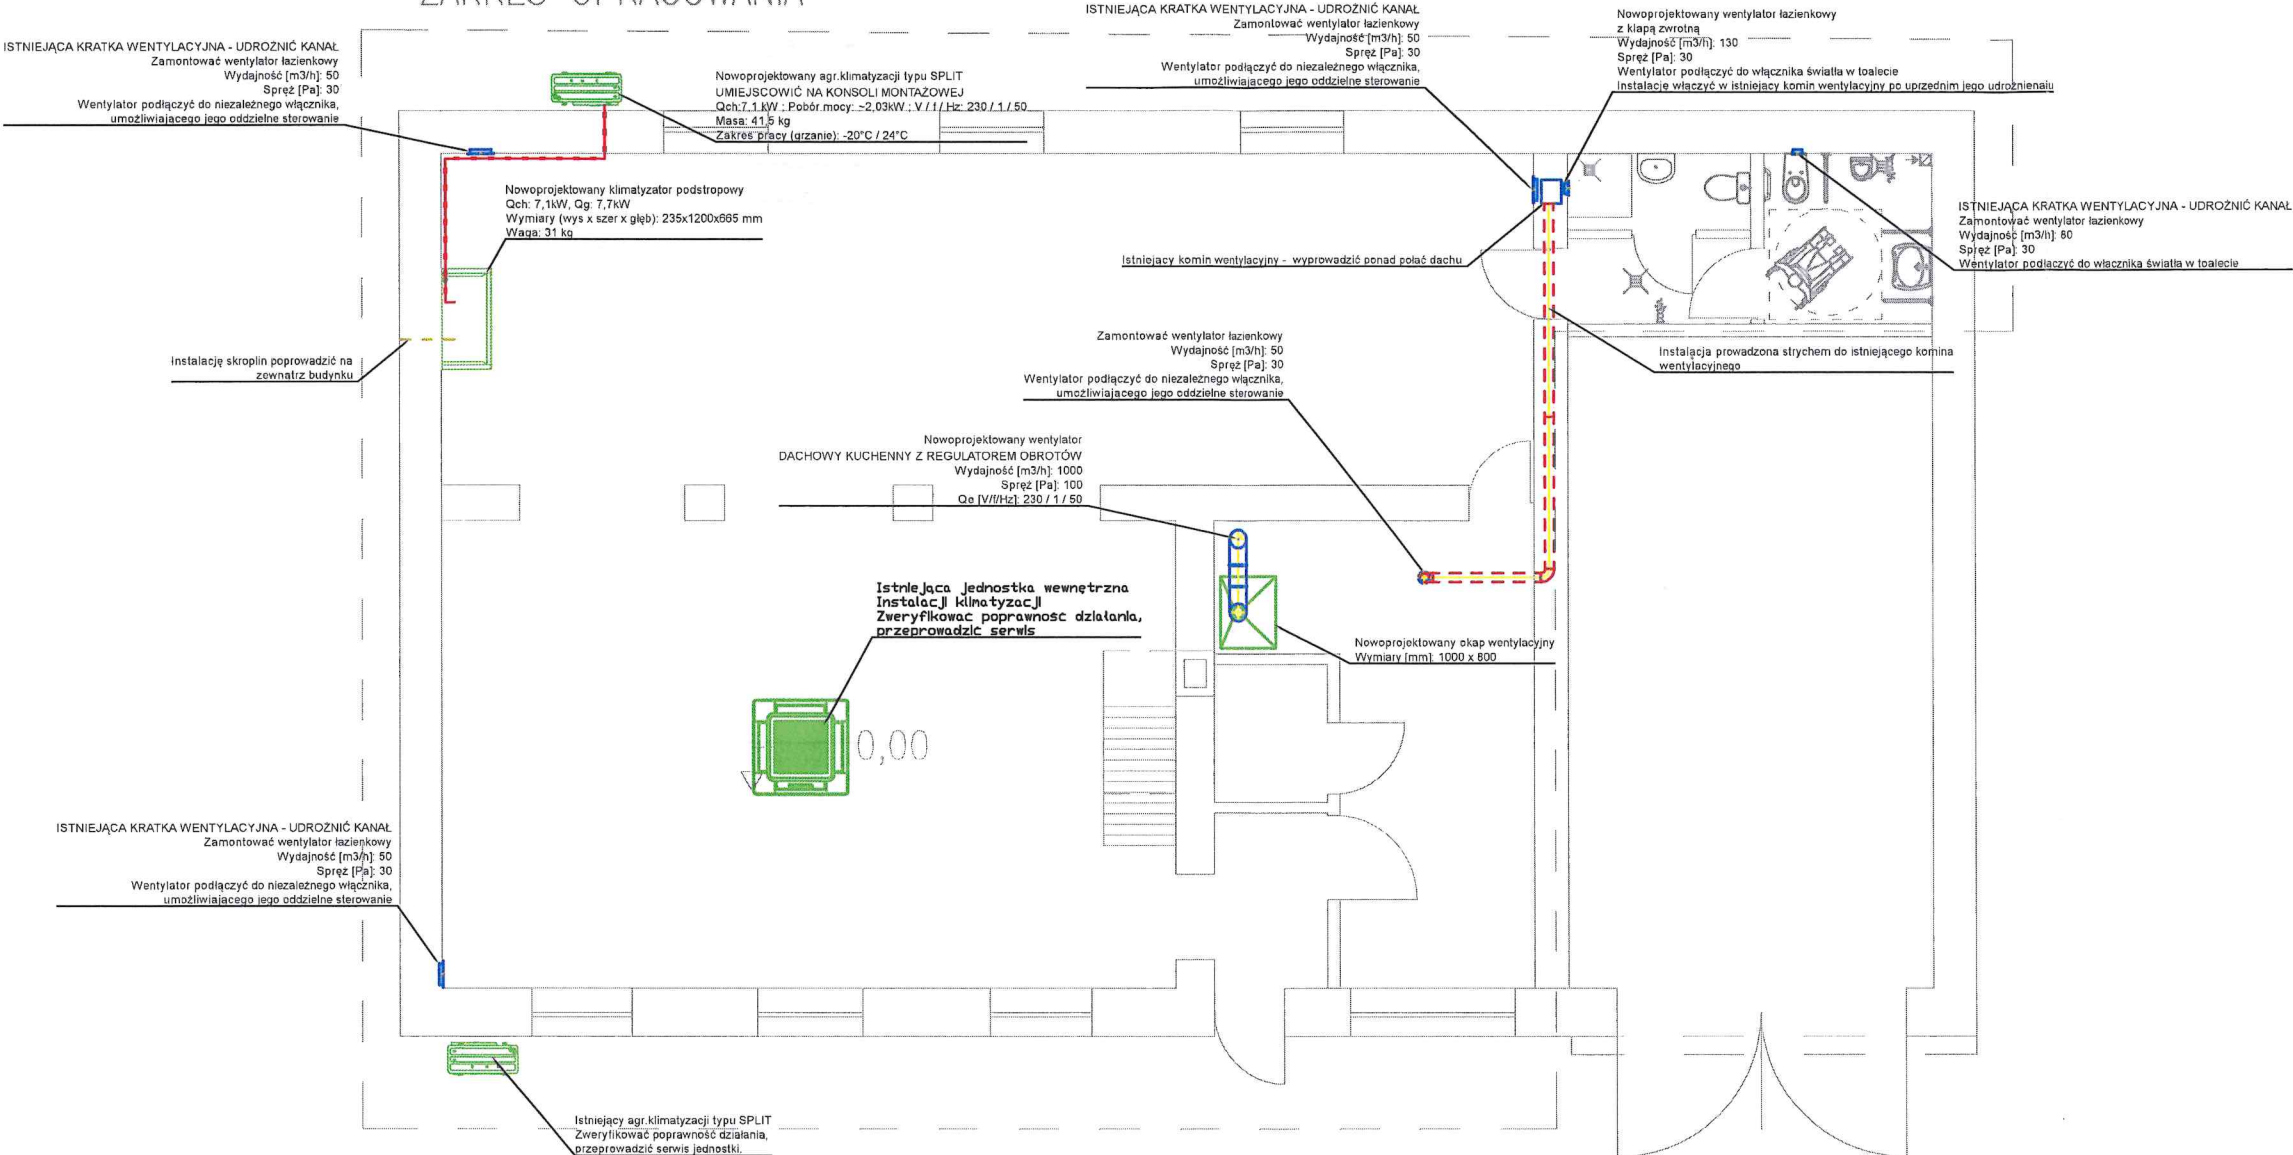 ZAKRES OPRACOWANIA
ISTNIEJĄCA KRATKA WENTYLACYJNA - UDROŻNIĆ KANAŁ
Zamontować wentylator łazienkowy
Wydajność [m3/h]: 50
Spręż [Pa]: 30
Wentylator podłączyć do niezależnego włącznika,
umożliwiającego jego oddzielne sterowanie
Nowoprojektowany agr.klimatyzacji typu SPLIT
UMIEJSCOWIĆ NA KONSOLI MONTAŻOWEJ
Qch:7,1 kW ; Pobór mocy: ~2,03kW ; V / f / Hz: 230 / 1 / 50
Masa: 41,5 kg
Zakres pracy (grzanie): -20°C / 24°C
ISTNIEJĄCA KRATKA WENTYLACYJNA - UDROŻNIĆ KANAŁ
Zamontować wentylator łazienkowy
Wydajność [m3/h]: 50
Spręż [Pa]: 30
Wentylator podłączyć do niezależnego włącznika,
umożliwiającego jego oddzielne sterowanie
Nowoprojektowany wentylator łazienkowy
z klapą zwrotną
Wydajność [m3/h]: 130
Spręż [Pa]: 30
Wentylator podłączyć do włącznika światła w toalecie
Instalację włączyć w istniejący komin wentylacyjny po uprzednim jego udrożnienaiu
Nowoprojektowany klimatyzator podstropowy
Qch: 7,1kW, Qg: 7,7kW
Wymiary (wys x szer x głęb): 235x1200x665 mm
Waga: 31 kg
ISTNIEJĄCA KRATKA WENTYLACYJNA - UDROŻNIĆ KANAŁ
Zamontować wentylator łazienkowy
Wydajność [m3/h]: 60
Spręż [Pa]: 30
Wentylator podłączyć do włącznika światła w toalecie
Istniejący komin wentylacyjny - wyprowadzić ponad połać dachu
Instalację skroplin poprowadzić na
zewnątrz budynku
Zamontować wentylator łazienkowy
Wydajność [m3/h]: 50
Spręż [Pa]: 30
Wentylator podłączyć do niezależnego włącznika,
umożliwiającego jego oddzielne sterowanie
Instalacja prowadzona strychem do istniejącego komina
wentylacyjnego
Nowoprojektowany wentylator
DACHOWY KUCHENNY Z REGULATOREM OBROTÓW
Wydajność [m3/h]: 1000
Spręż [Pa]: 100
Qe [V/f/Hz]: 230 / 1 / 50
Istniejąca jednostka wewnętrzna
Instalacji klimatyzacji
Zweryfikować poprawność działania,
przeprowadzić serwis
Nowoprojektowany okap wentylacyjny
Wymiary [mm]: 1000 x 800
0,00
ISTNIEJĄCA KRATKA WENTYLACYJNA - UDROŻNIĆ KANAŁ
Zamontować wentylator łazienkowy
Wydajność [m3/h]: 50
Spręż [Pa]: 30
Wentylator podłączyć do niezależnego włącznika,
umożliwiającego jego oddzielne sterowanie
Istniejący agr.klimatyzacji typu SPLIT
Zweryfikować poprawność działania,
przeprowadzić serwis jednostki.